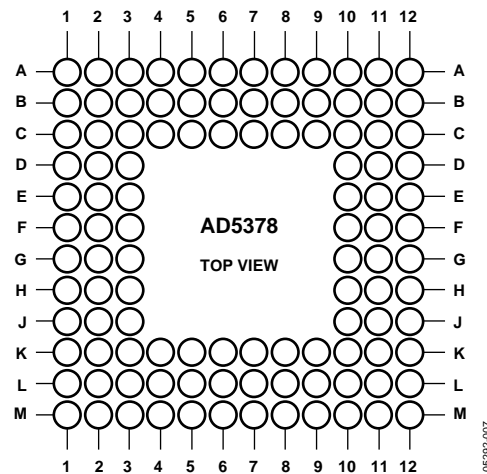 1 2 3 4 5 6 7 8 9 10 11 12
A A
B B
C C
D D
E E
F AD5378 F
G TOP VIEW G
H H
J J
K K
L L
M M
1 2 3 4 5 6 7 8 9 10 11 12
05292-007